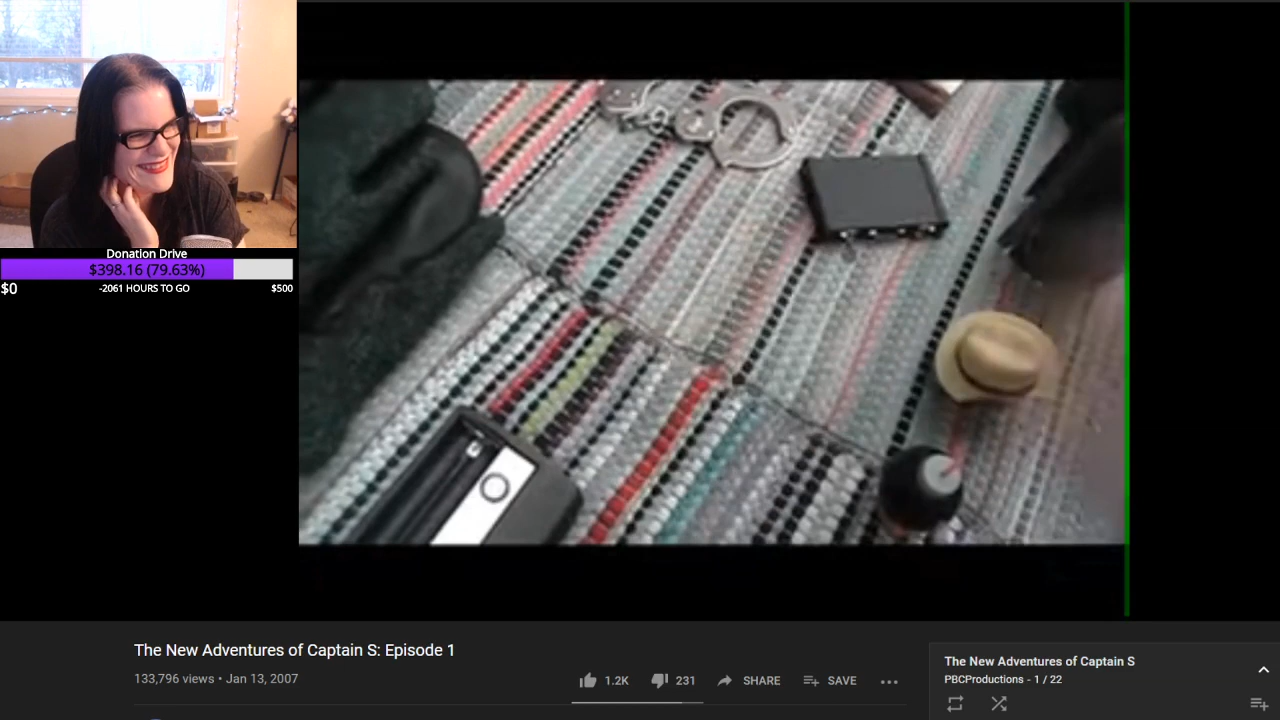 Donation Drive
$398.16 (79.63%)
$0
-2061 HOURS TO GO
$500
The New Adventures of Captain S: Episode 1
133,796 views • Jan 13, 2007
1.2K
231
SHARE
SAVE
The New Adventures of Captain S
PBCProductions - 1 / 22